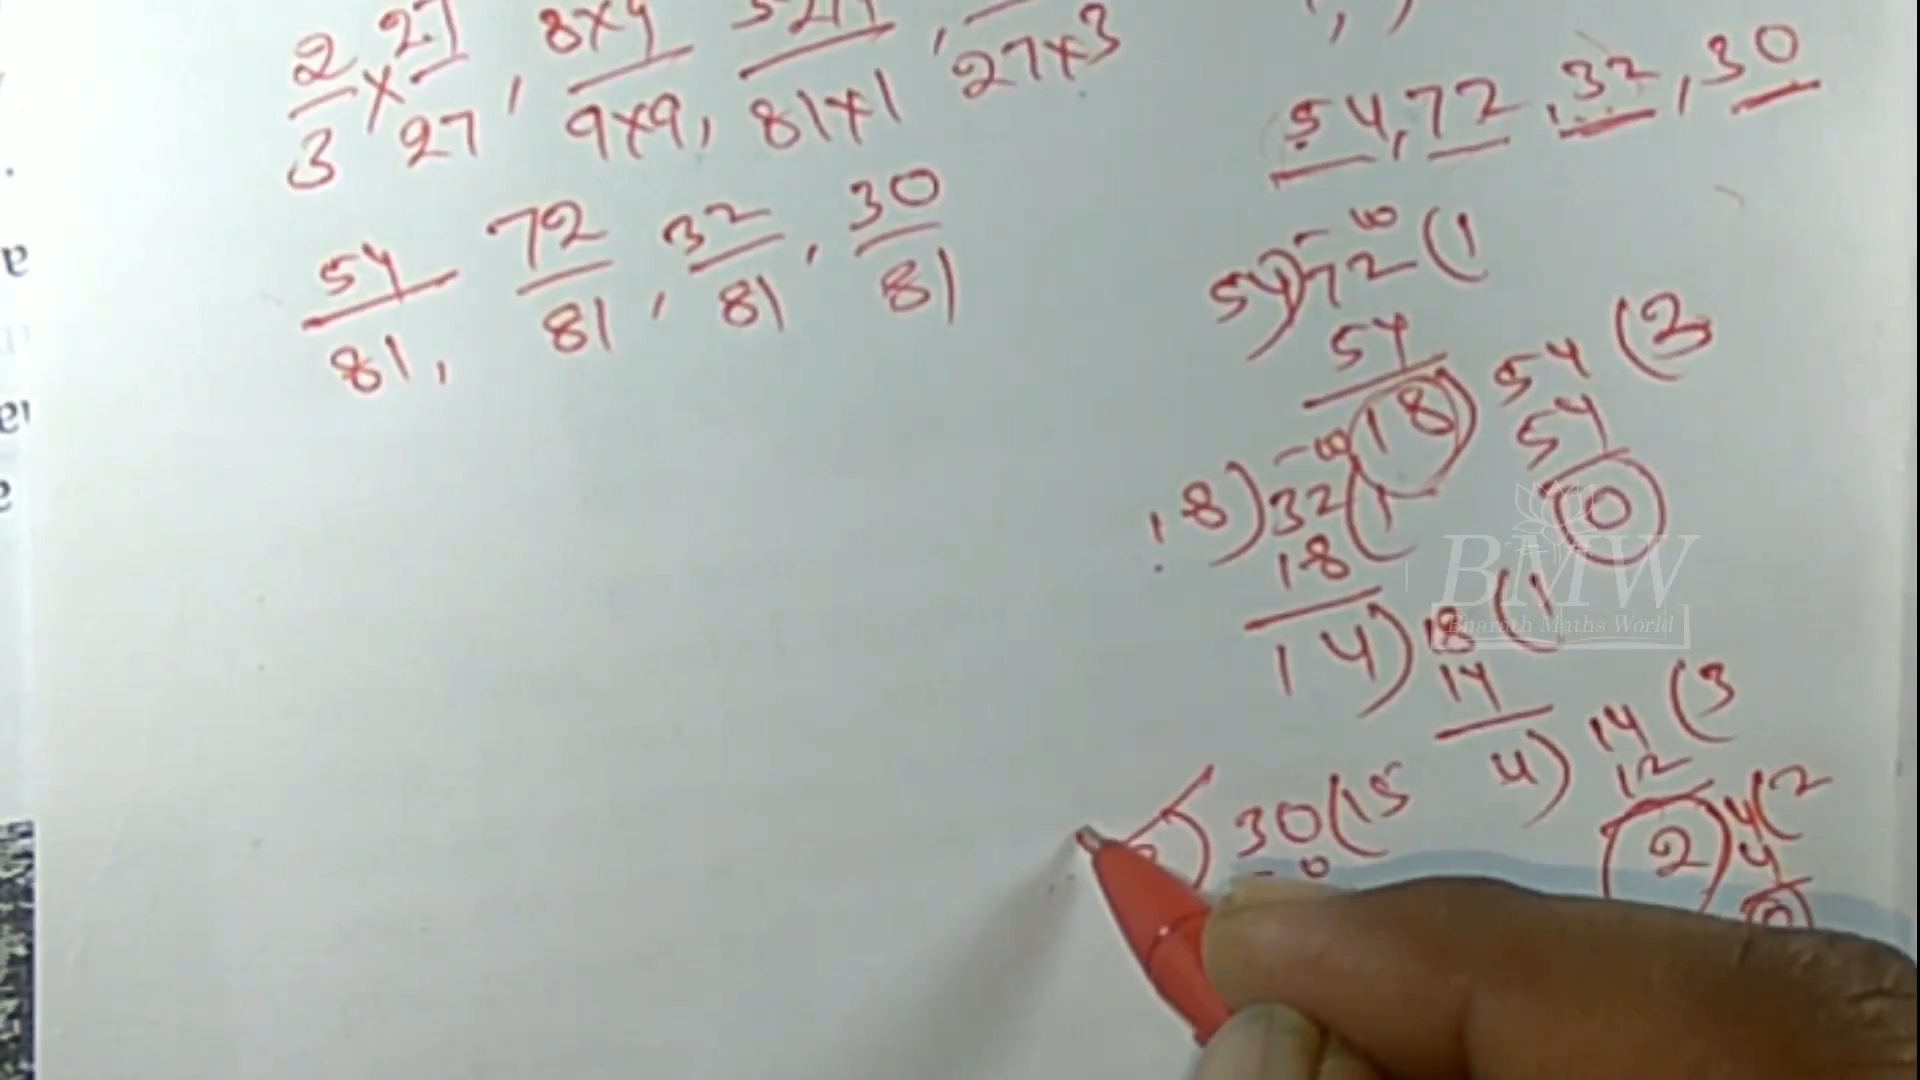 2/3 × 27/27, 8×4/9×9, 81×1, 27×3
54/81, 72/81, 32/81, 30/81
54, 72, 32, 30
54)72(1
54
18) 54 (3
54
0
18)32(1
18
14) 18 (1
14
4) 14 (3
12
2) 4(2
4
0
30(15
BMW
Bharath Maths World